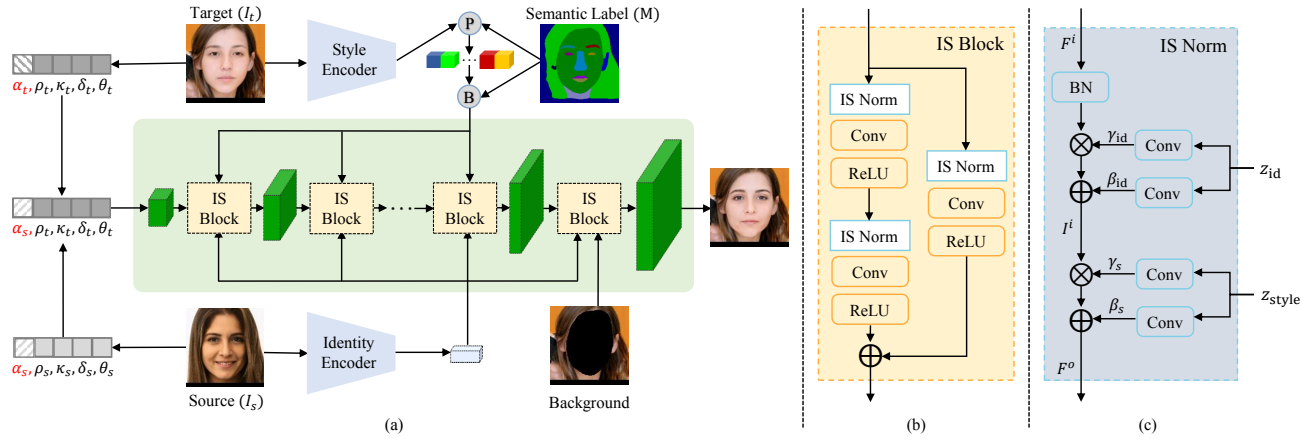 Target (I_t)
Semantic Label (M)
P
Style
Encoder
α_t, ρ_t, κ_t, δ_t, θ_t
B
IS
Block
IS
Block
IS
Block
IS
Block
α_s, ρ_t, κ_t, δ_t, θ_t
Identity
Encoder
α_s, ρ_s, κ_s, δ_s, θ_s
Source (I_s)
Background
(a)
IS Block
IS Norm
Conv
ReLU
IS Norm
Conv
ReLU
IS Norm
Conv
ReLU
(b)
IS Norm
F^i
BN
γ_id
Conv
z_id
β_id
Conv
I^i
γ_s
Conv
z_style
β_s
Conv
F^o
(c)